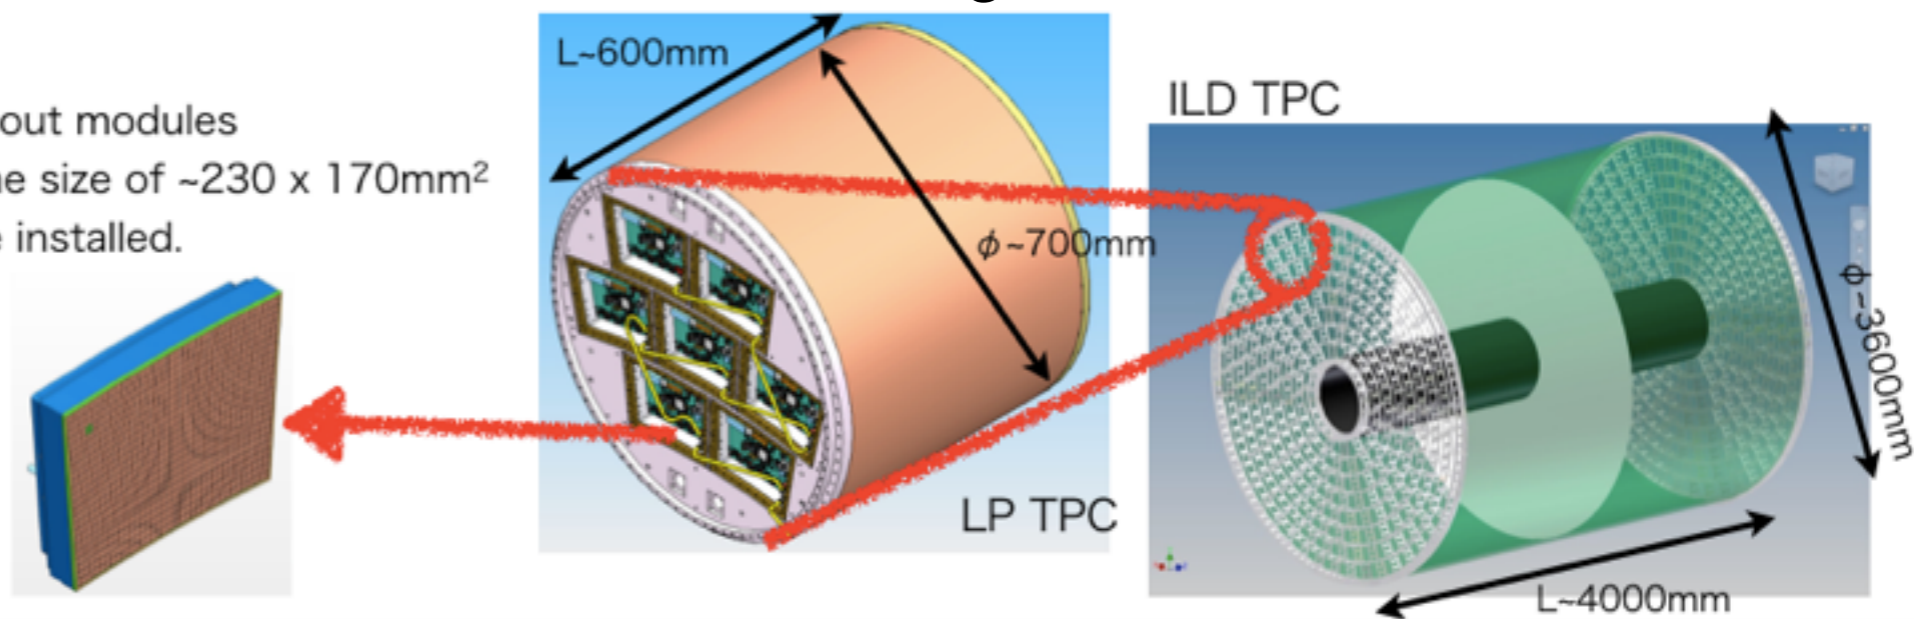 out modules
e size of ~230 x 170mm²
installed.
L~600mm
ϕ~700mm
LP TPC
ILD TPC
ϕ~3600mm
L~4000mm